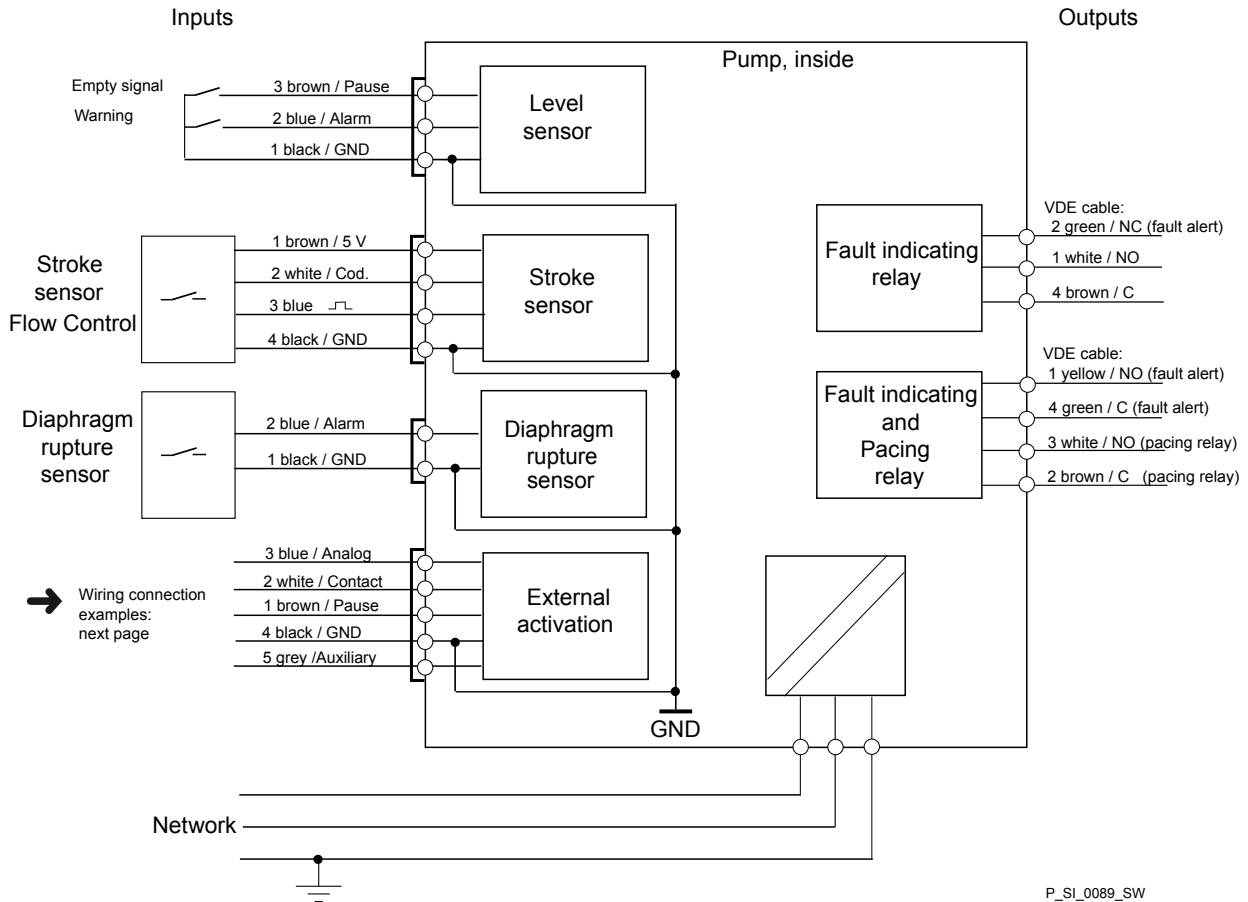 Inputs
Outputs
Pump, inside
Empty signal
Warning
3 brown / Pause
2 blue / Alarm
1 black / GND
Level
sensor
Stroke
sensor
Flow Control
1 brown / 5 V
2 white / Cod.
3 blue
4 black / GND
Stroke
sensor
Diaphragm
rupture
sensor
2 blue / Alarm
1 black / GND
Diaphragm
rupture
sensor
Wiring connection
examples:
next page
3 blue / Analog
2 white / Contact
1 brown / Pause
4 black / GND
5 grey /Auxiliary
External
activation
GND
Fault indicating
relay
VDE cable:
2 green / NC (fault alert)
1 white / NO
4 brown / C
Fault indicating
and
Pacing
relay
VDE cable:
1 yellow / NO (fault alert)
4 green / C (fault alert)
3 white / NO (pacing relay)
2 brown / C (pacing relay)
Network
P_SI_0089_SW